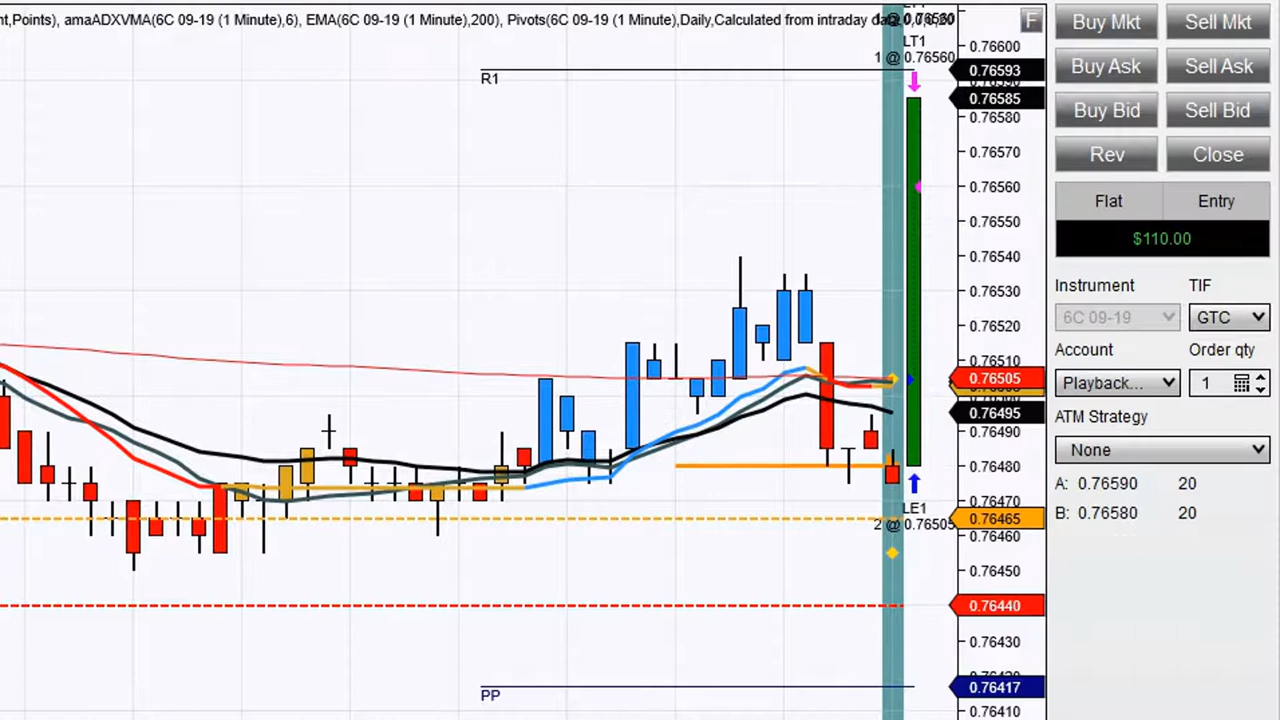 nt,Points), amaADXVMA(6C 09-19 (1 Minute),6), EMA(6C 09-19 (1 Minute),200), Pivots(6C 09-19 (1 Minute),Daily,Calculated from intraday
LT1
1 @ 0.76560
R1
F
0.76600
0.76593
0.76585
0.76580
0.76570
0.76560
0.76550
0.76540
0.76530
0.76520
0.76510
0.76505
0.76495
0.76490
0.76480
0.76470
0.76465
0.76460
0.76450
0.76440
0.76430
0.76417
0.76410
LE1
2 @ 0.76505
PP
Buy Mkt
Sell Mkt
Buy Ask
Sell Ask
Buy Bid
Sell Bid
Rev
Close
Flat
Entry
$110.00
Instrument
TIF
6C 09-19
GTC
Account
Order qty
Playback...
1
ATM Strategy
None
A: 0.76590 20
B: 0.76580 20